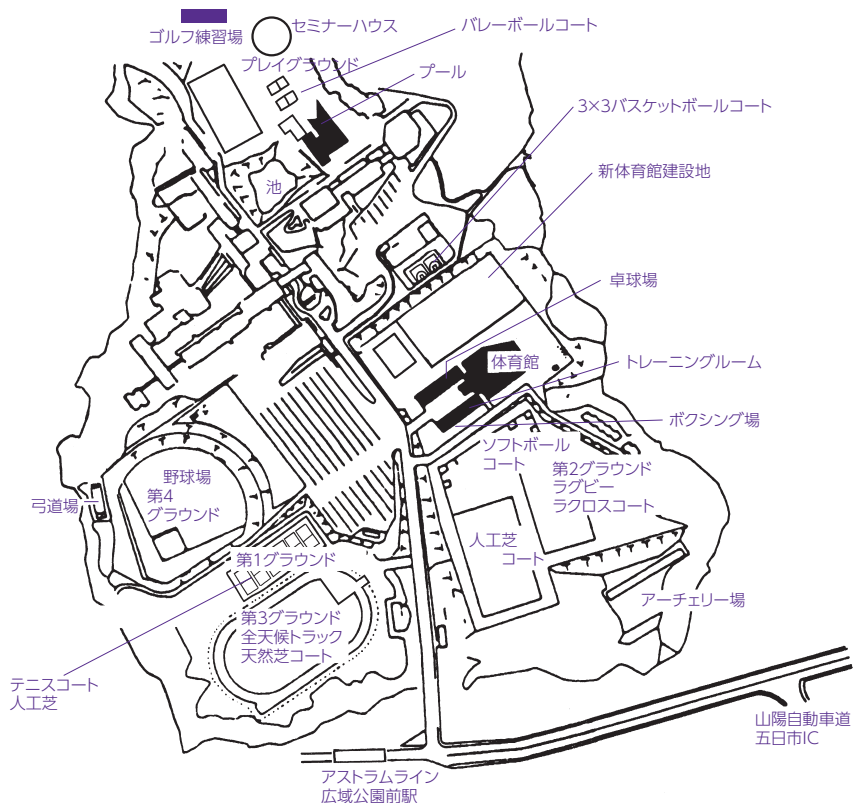 セミナーハウス
バレーボールコート
ゴルフ練習場
プレイグラウンド
プール
3×3バスケットボールコート
新体育館建設地
池
卓球場
体育館
トレーニングルーム
ボクシング場
ソフトボール
コート
第2グラウンド
ラグビー
ラクロスコート
野球場
第4
グラウンド
弓道場
人工芝
コート
第1グラウンド
アーチェリー場
第3グラウンド
全天候トラック
天然芝コート
テニスコート
人工芝
山陽自動車道
五日市IC
アストラムライン
広域公園前駅